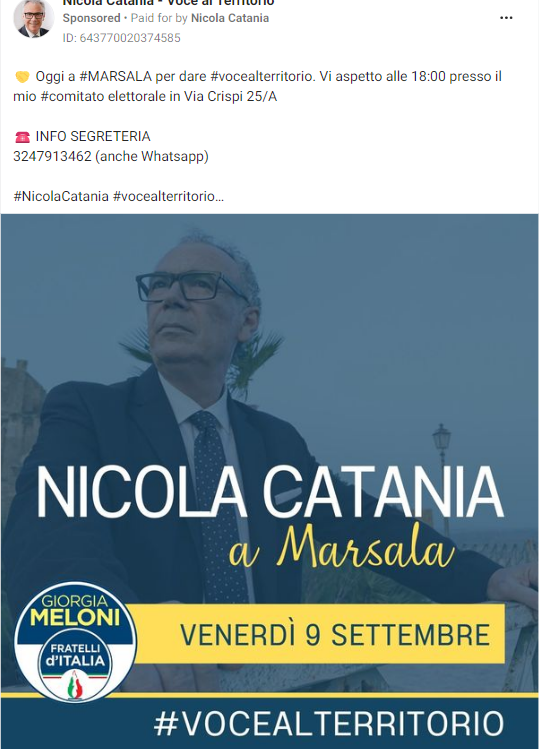 Nicola Catania - Voce al Territorio
Sponsored • Paid for by Nicola Catania
ID: 643770020374585
Oggi a #MARSALA per dare #vocealterritorio. Vi aspetto alle 18:00 presso il
mio #comitato elettorale in Via Crispi 25/A
INFO SEGRETERIA
3247913462 (anche Whatsapp)
#NicolaCatania #vocealterritorio...
NICOLA CATANIA
a Marsala
GIORGIA
MELONI
FRATELLI
d'ITALIA
VENERDÌ 9 SETTEMBRE
#VOCEALTERRITORIO